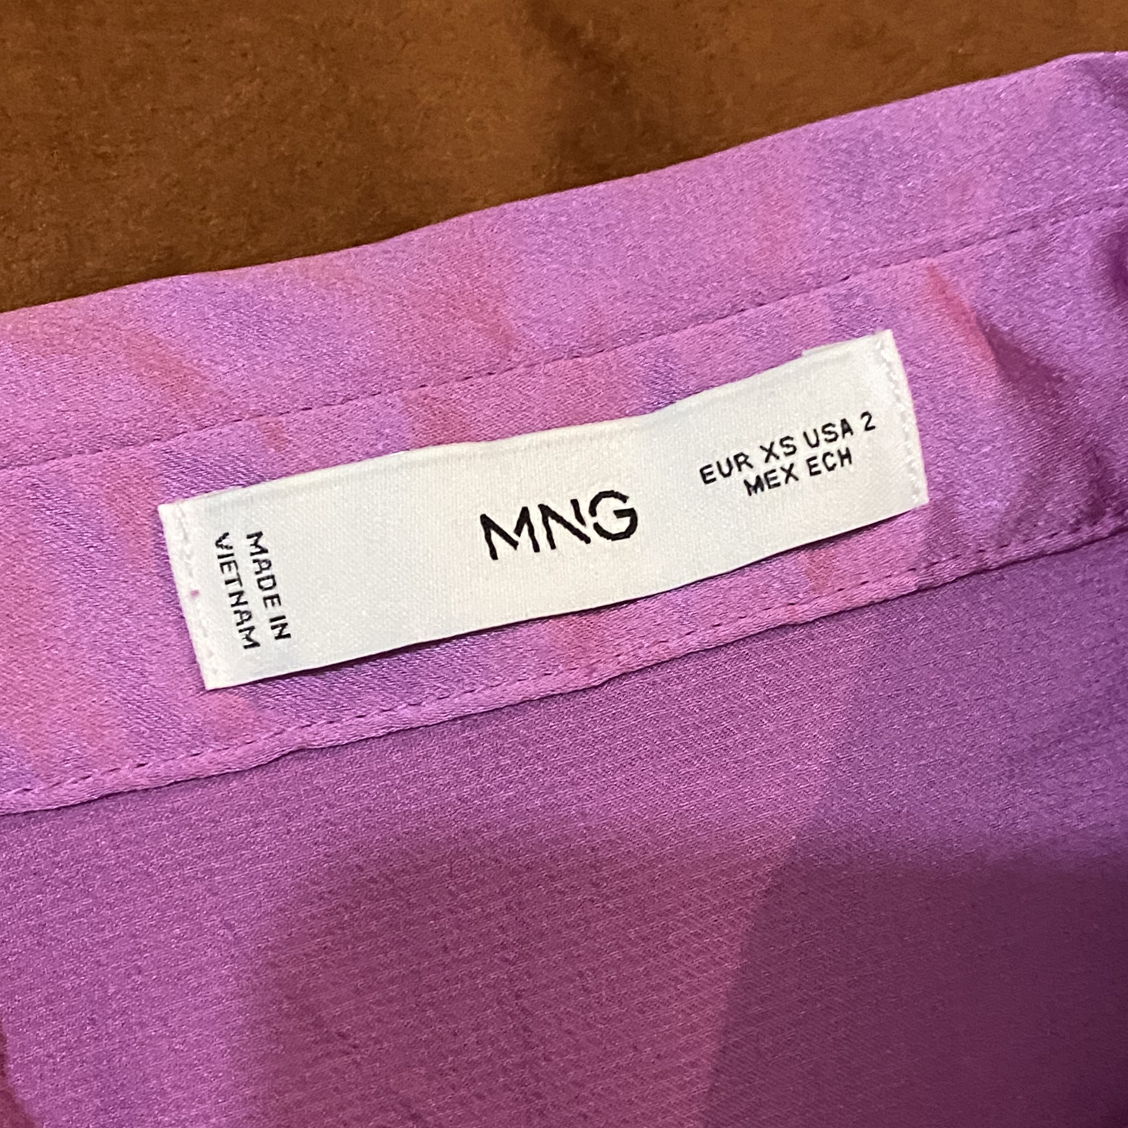 MADE IN
VIETNAM
MNG
EUR XS USA 2
MEX ECH